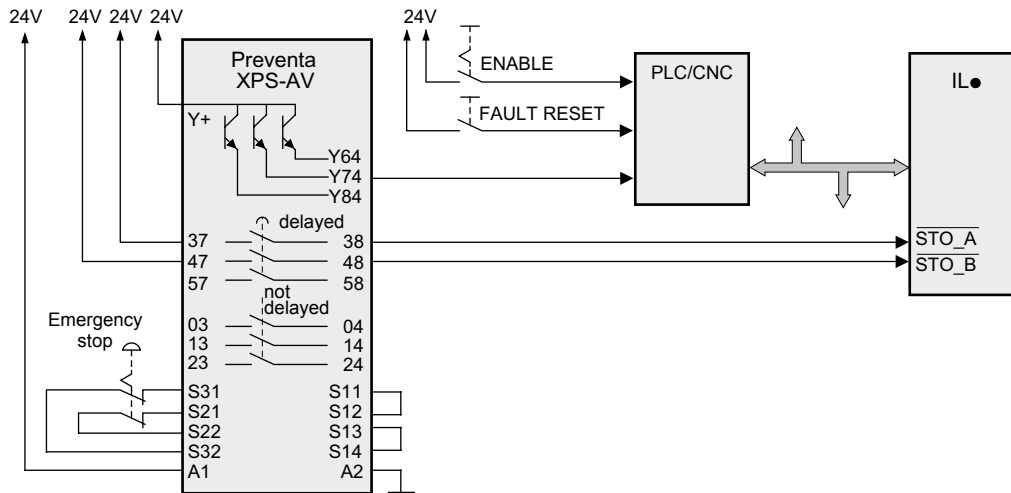 24V 24V 24V 24V 24V
Preventa
XPS-AV
ENABLE
PLC/CNC
IL●
FAULT RESET
Y+
Y64
Y74
Y84
delayed
37 38
47 48
57 58
STO_A
STO_B
not
delayed
Emergency
stop
03 04
13 14
23 24
S31 S11
S21 S12
S22 S13
S32 S14
A1 A2